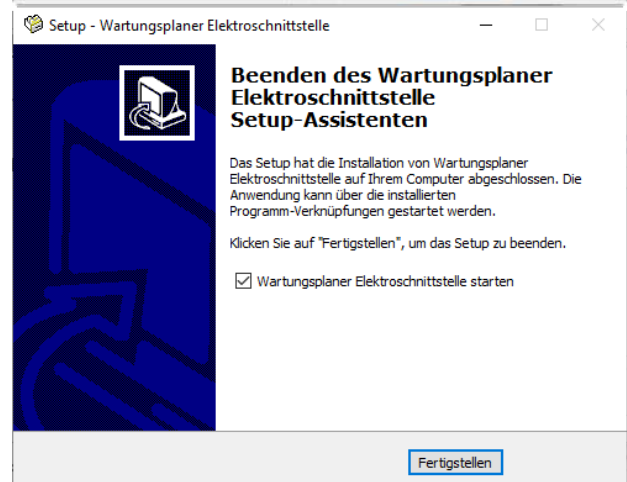 Setup - Wartungsplaner Elektroschnittstelle
Beenden des Wartungsplaner
Elektroschnittstelle
Setup-Assistenten
Das Setup hat die Installation von Wartungsplaner
Elektroschnittstelle auf Ihrem Computer abgeschlossen. Die
Anwendung kann über die installierten
Programm-Verknüpfungen gestartet werden.
Klicken Sie auf "Fertigstellen", um das Setup zu beenden.
Wartungsplaner Elektroschnittstelle starten
Fertigstellen